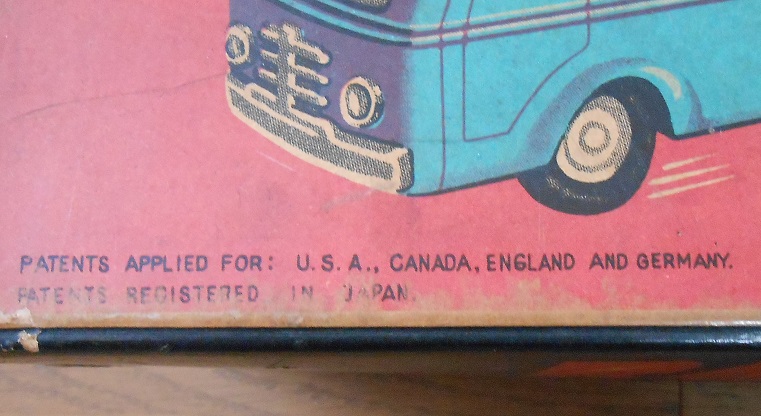 PATENTS APPLIED FOR: U. S. A., CANADA, ENGLAND AND GERMANY.
PATENTS REGISTERED IN JAPAN.